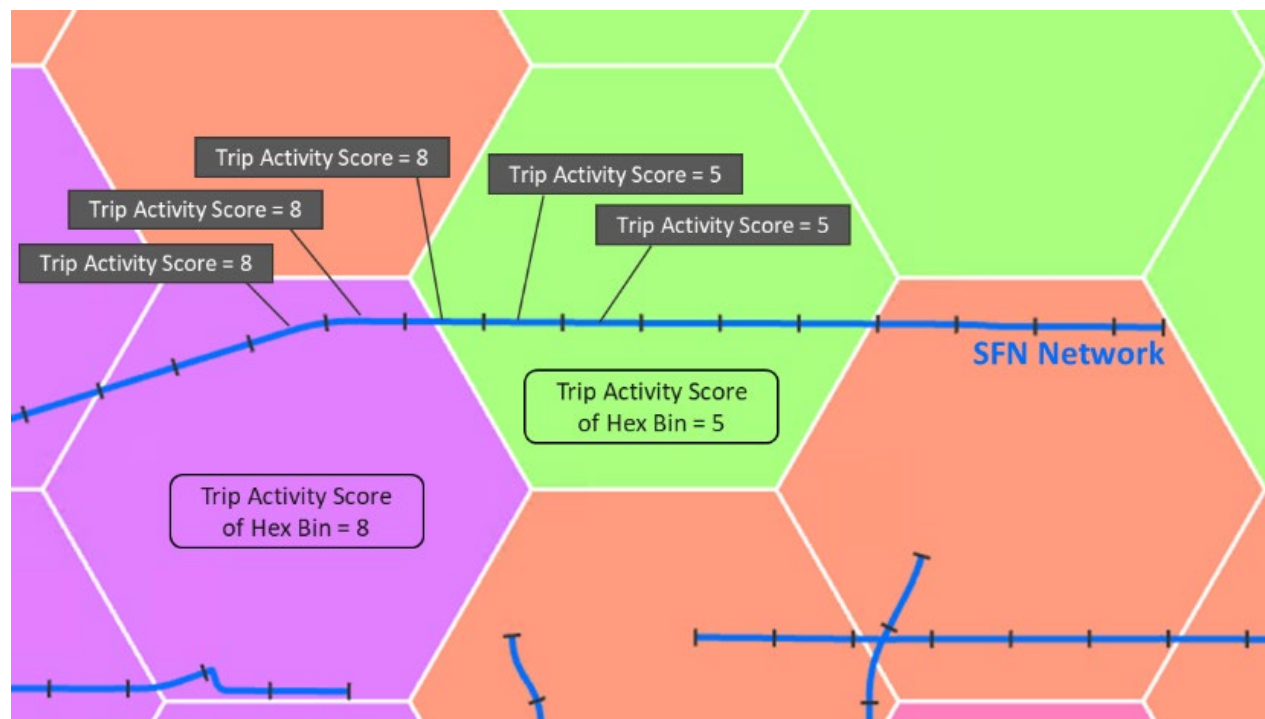 Trip Activity Score = 8
Trip Activity Score = 5
Trip Activity Score = 8
Trip Activity Score = 5
Trip Activity Score = 8
SFN Network
Trip Activity Score
of Hex Bin = 5
Trip Activity Score
of Hex Bin = 8